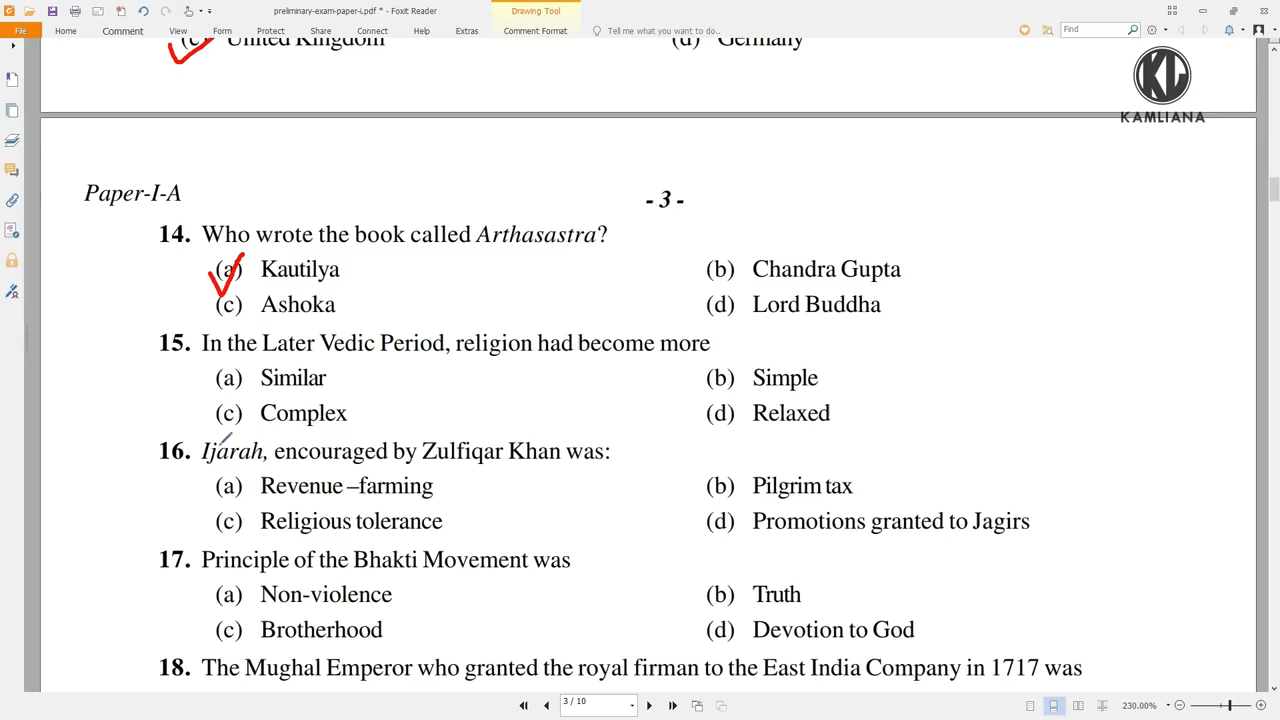 preliminary-exam-paper-i.pdf * - Foxit Reader
Drawing Tool
File Home Comment View Form Protect Share Connect Help Extras Comment Format Tell me what you want to do.. Find
(c) United Kingdom (d) Germany
KL
KAMLIANA
Paper-I-A
- 3 -
14. Who wrote the book called Arthasastra?
(a) Kautilya (b) Chandra Gupta
(c) Ashoka (d) Lord Buddha
15. In the Later Vedic Period, religion had become more
(a) Similar (b) Simple
(c) Complex (d) Relaxed
16. Ijarah, encouraged by Zulfiqar Khan was:
(a) Revenue –farming (b) Pilgrim tax
(c) Religious tolerance (d) Promotions granted to Jagirs
17. Principle of the Bhakti Movement was
(a) Non-violence (b) Truth
(c) Brotherhood (d) Devotion to God
18. The Mughal Emperor who granted the royal firman to the East India Company in 1717 was
3 / 10 230.00%